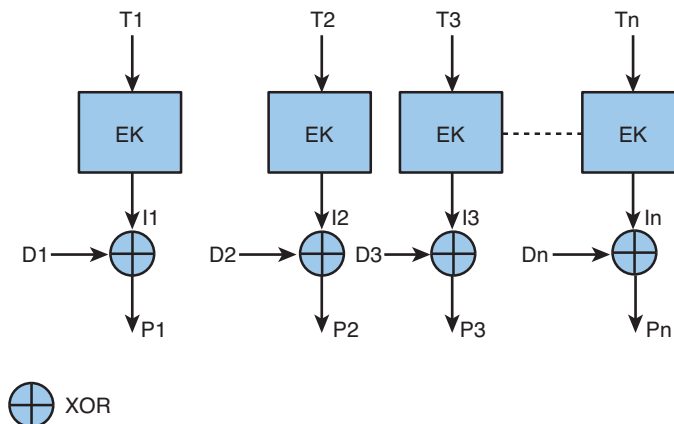 T1 T2 T3 Tn
EK EK EK EK
I1 I2 I3 In
D1 D2 D3 Dn
P1 P2 P3 Pn
XOR